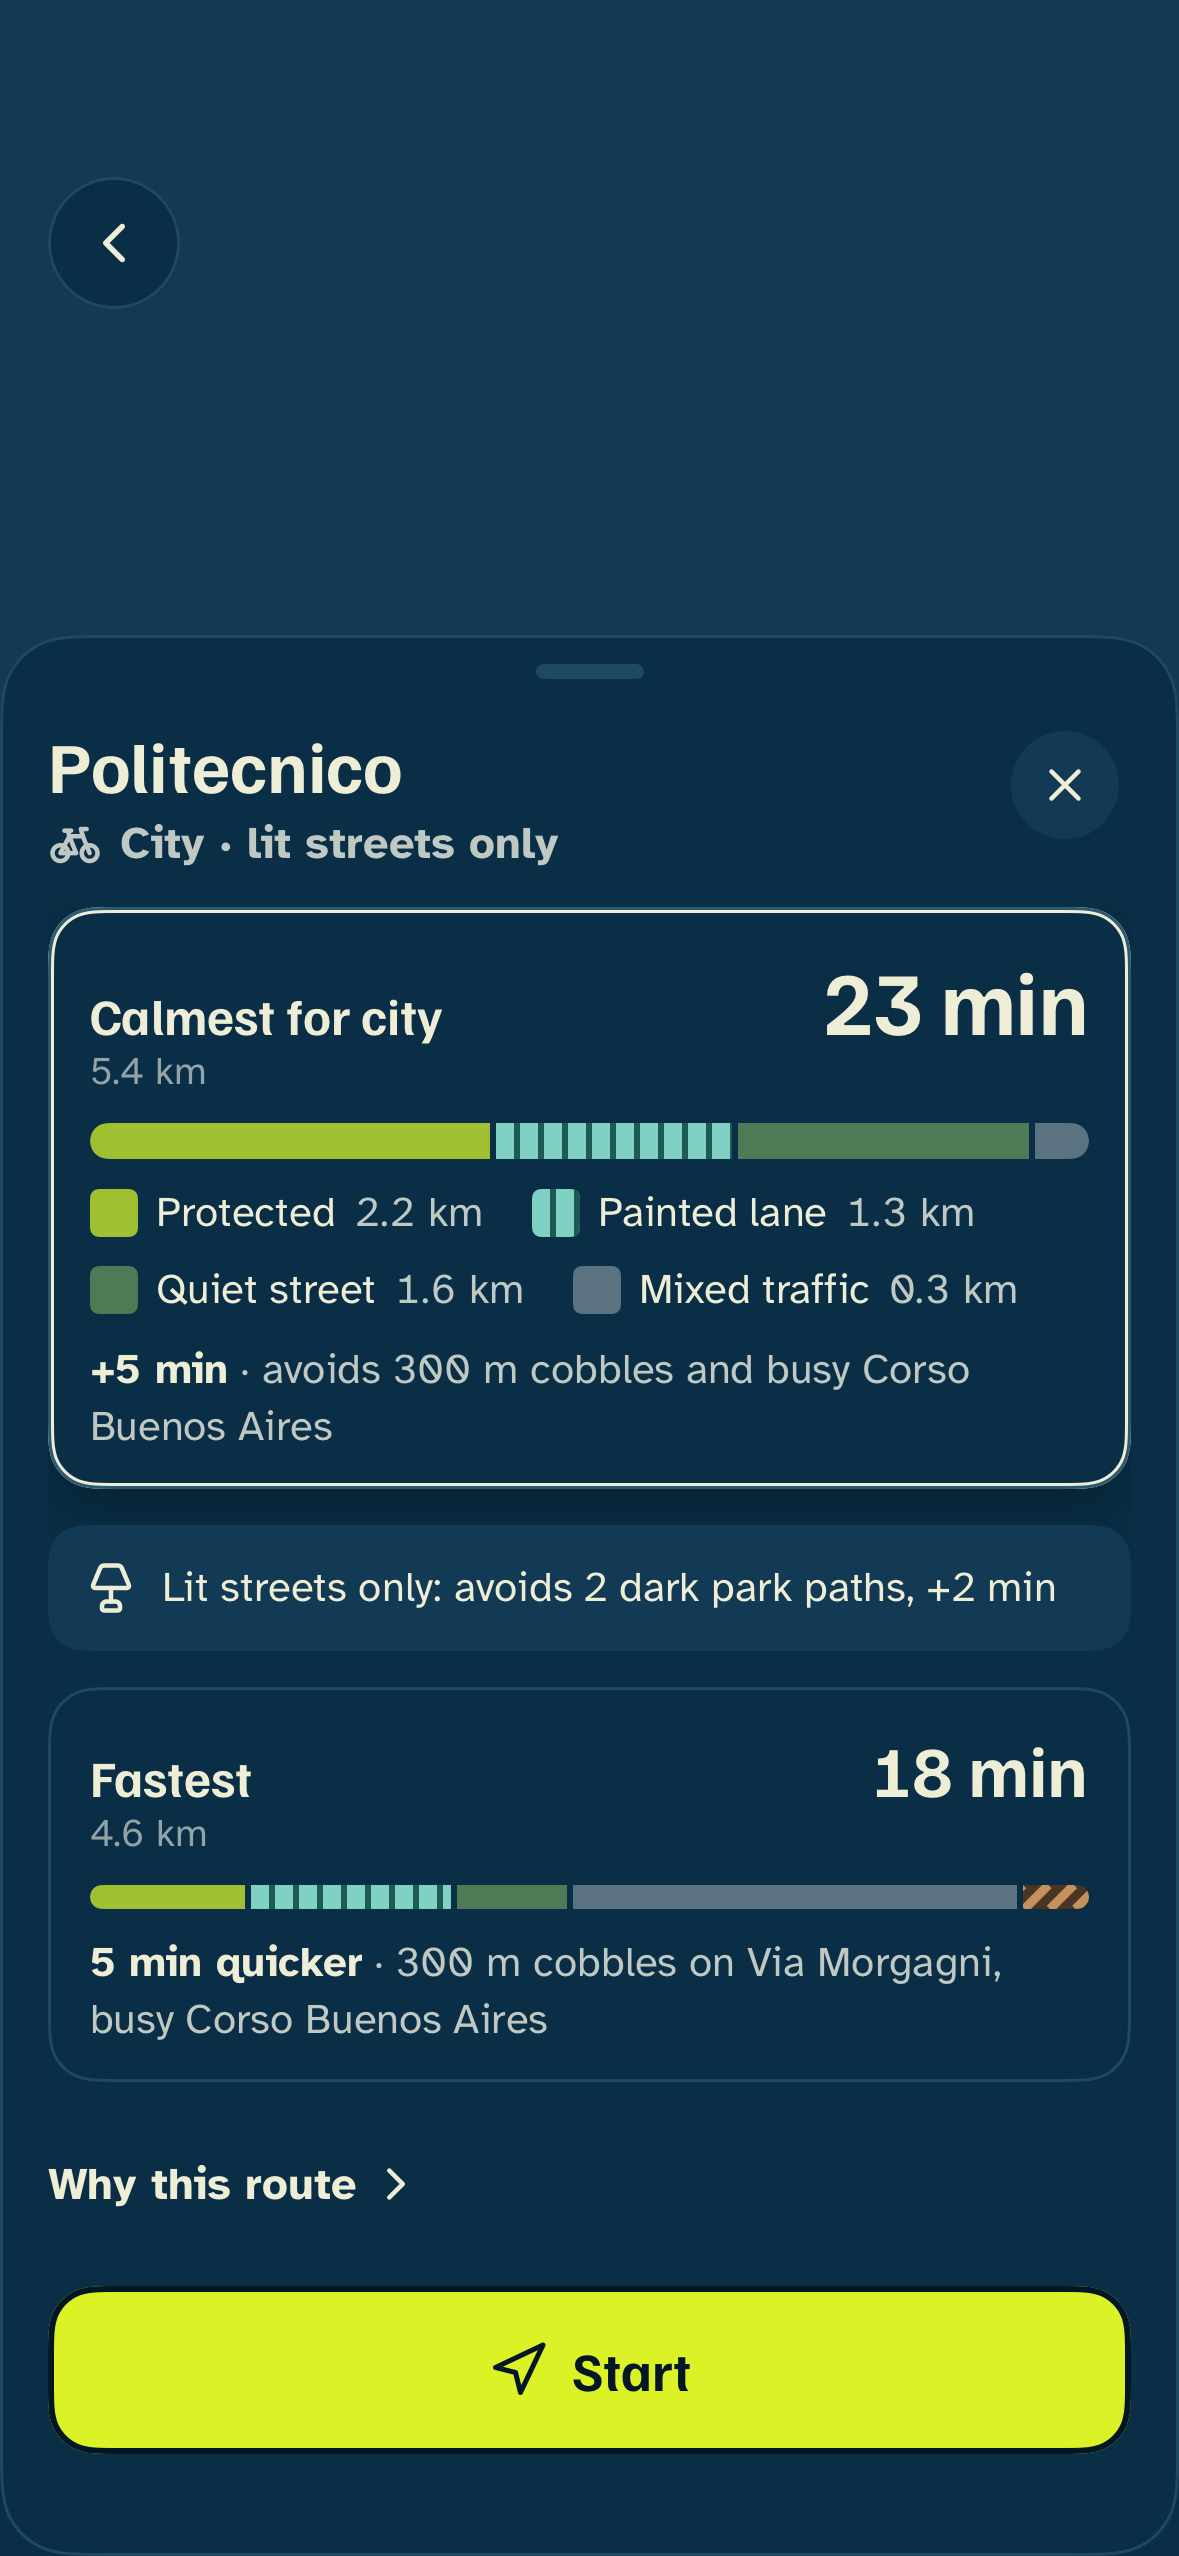 Politecnico
City · lit streets only
Calmest for city
23 min
5.4 km
Protected 2.2 km
Painted lane 1.3 km
Quiet street 1.6 km
Mixed traffic 0.3 km
+5 min · avoids 300 m cobbles and busy Corso
Buenos Aires
Lit streets only: avoids 2 dark park paths, +2 min
Fastest
18 min
4.6 km
5 min quicker · 300 m cobbles on Via Morgagni,
busy Corso Buenos Aires
Why this route
Start